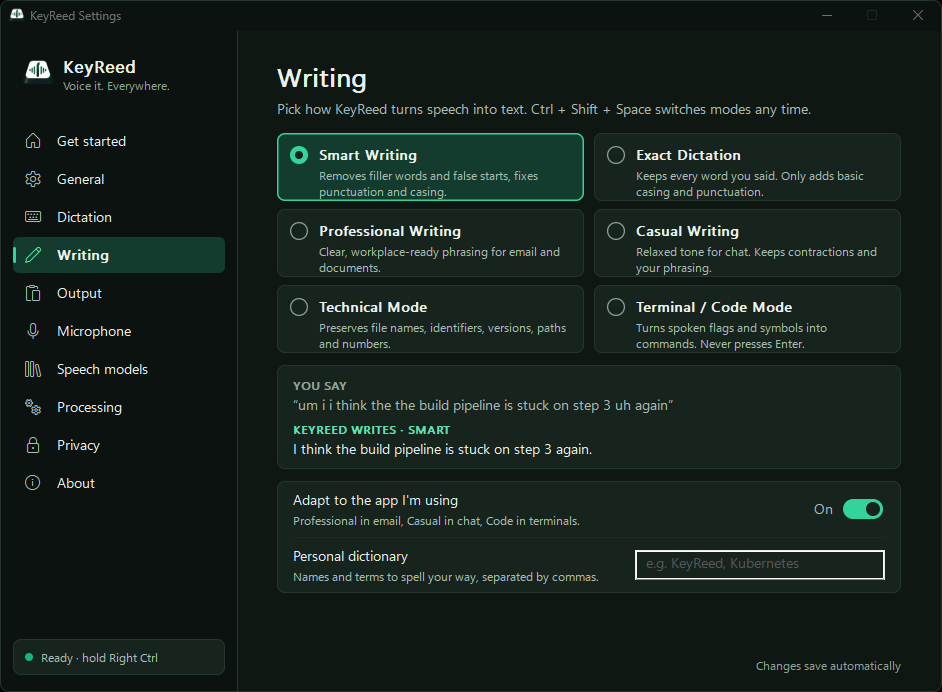 KeyReed Settings
KeyReed
Voice it. Everywhere.
Get started
General
Dictation
Writing
Output
Microphone
Speech models
Processing
Privacy
About
Ready · hold Right Ctrl
Writing
Pick how KeyReed turns speech into text. Ctrl + Shift + Space switches modes any time.
Smart Writing
Removes filler words and false starts, fixes
punctuation and casing.
Exact Dictation
Keeps every word you said. Only adds basic
casing and punctuation.
Professional Writing
Clear, workplace-ready phrasing for email and
documents.
Casual Writing
Relaxed tone for chat. Keeps contractions and
your phrasing.
Technical Mode
Preserves file names, identifiers, versions, paths
and numbers.
Terminal / Code Mode
Turns spoken flags and symbols into
commands. Never presses Enter.
YOU SAY
“um i i think the the build pipeline is stuck on step 3 uh again”
KEYREED WRITES · SMART
I think the build pipeline is stuck on step 3 again.
Adapt to the app I'm using
Professional in email, Casual in chat, Code in terminals.
On
Personal dictionary
Names and terms to spell your way, separated by commas.
e.g. KeyReed, Kubernetes
Changes save automatically